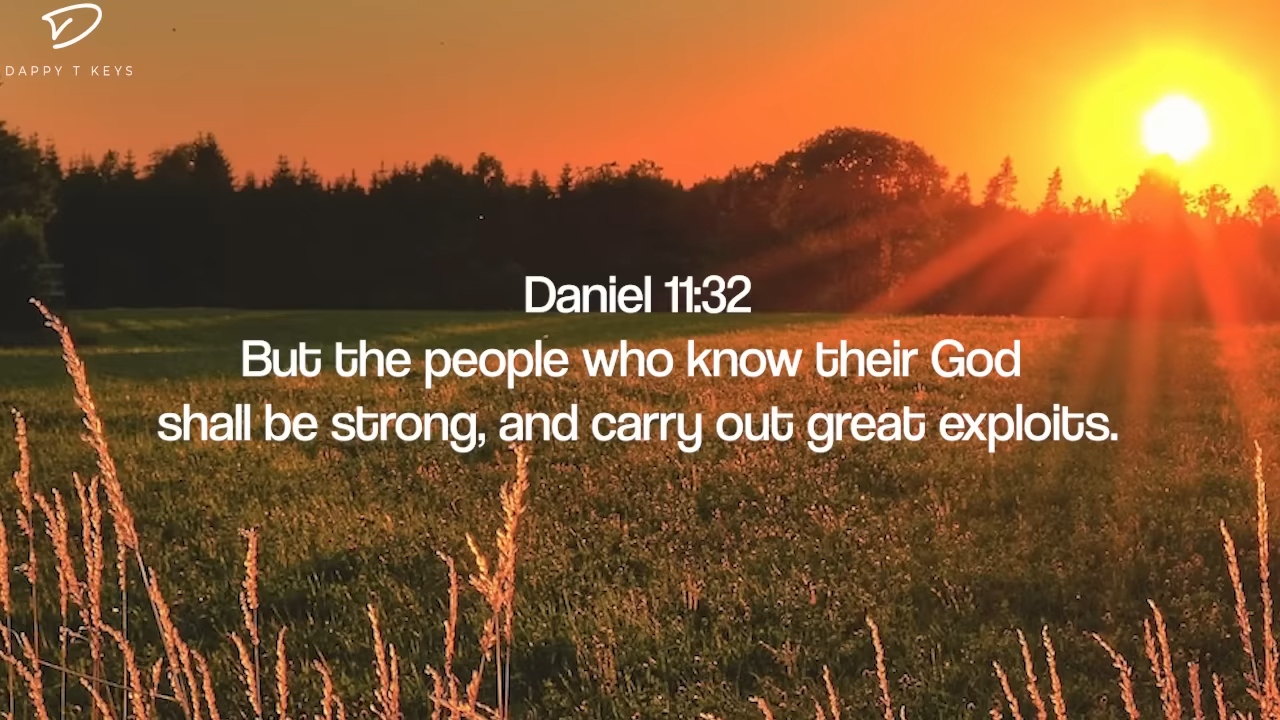 DAPPY T KEYS
Daniel 11:32
But the people who know their God
shall be strong, and carry out great exploits.